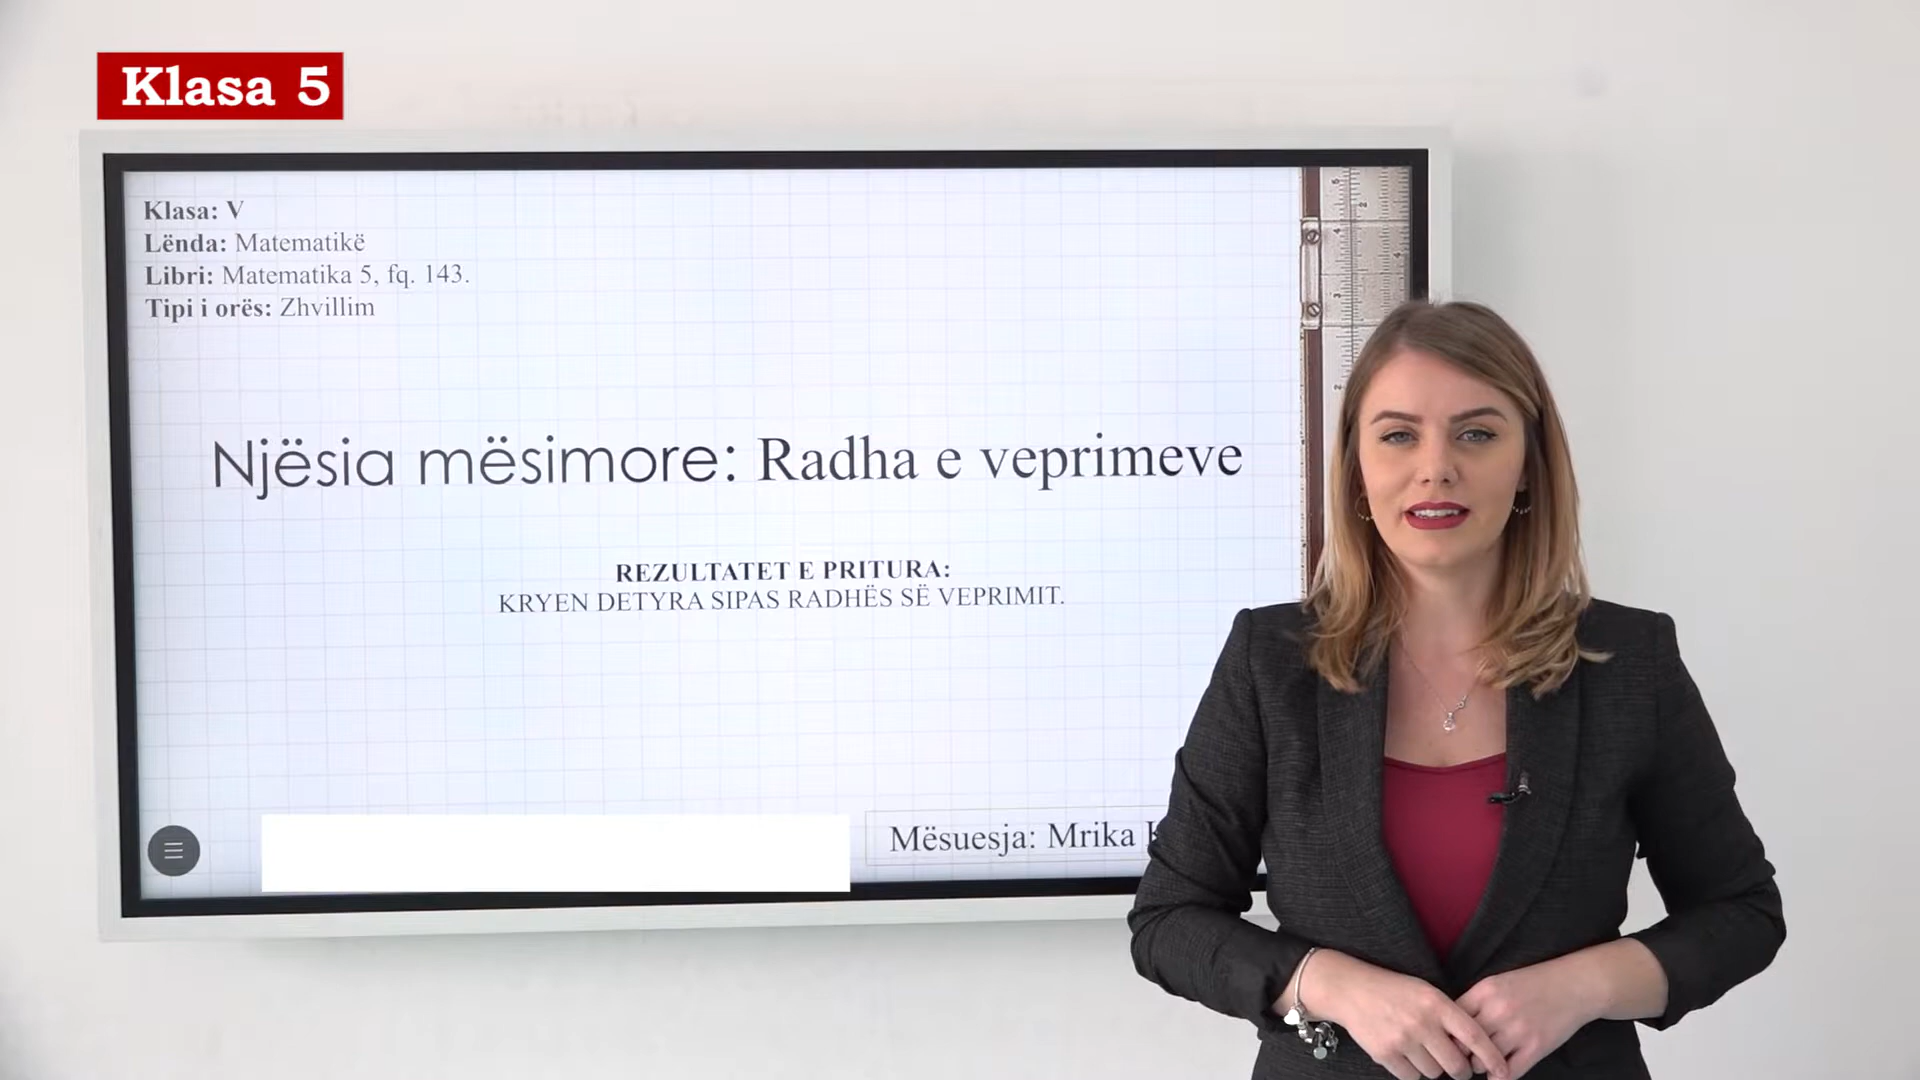 Klasa 5
Klasa: V
Lënda: Matematikë
Libri: Matematika 5, fq. 143.
Tipi i orës: Zhvillim
Njësia mësimore: Radha e veprimeve
REZULTATET E PRITURA:
KRYEN DETYRA SIPAS RADHËS SË VEPRIMIT.
Mësuesja: Mrika